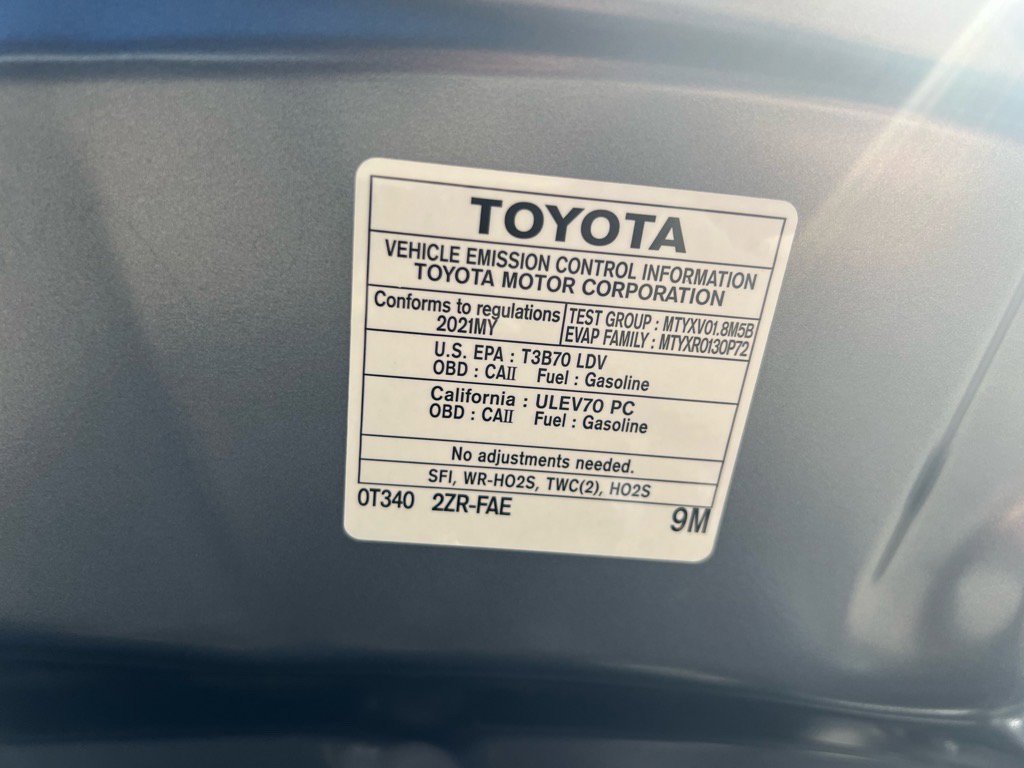 TOYOTA
VEHICLE EMISSION CONTROL INFORMATION
TOYOTA MOTOR CORPORATION
Conforms to regulations
2021MY
TEST GROUP : MTYXV01.8M5B
EVAP FAMILY : MTYXR0130P72
U.S. EPA : T3B70 LDV
OBD : CAII Fuel : Gasoline
California : ULEV70 PC
OBD : CAII Fuel : Gasoline
No adjustments needed.
SFI, WR-HO2S, TWC(2), HO2S
0T340 2ZR-FAE 9M